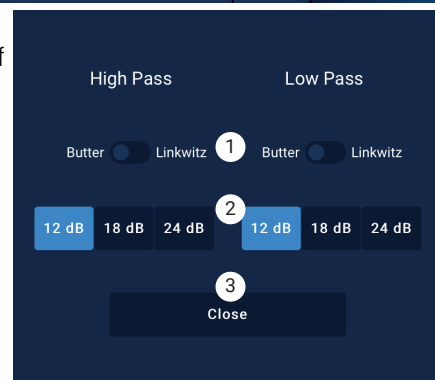 f
High Pass Low Pass
Butter Linkwitz 1 Butter Linkwitz
2
12 dB 18 dB 24 dB 12 dB 18 dB 24 dB
3
Close